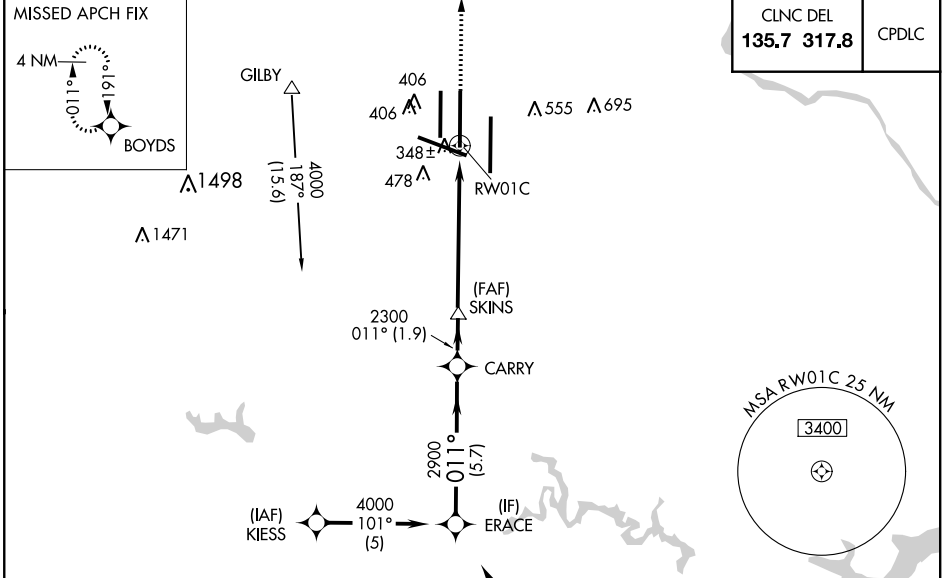 MISSED APCH FIX
4 NM
011°
191°
BOYDS
CLNC DEL
135.7 317.8
CPDLC
GILBY
4000
187°
(15.6)
406
406
348±
478
555
695
RW01C
1498
1471
(FAF)
SKINS
2300
011° (1.9)
CARRY
2900
011°
(5.7)
(IAF)
KIESS
4000
101°
(5)
(IF)
ERACE
MSA RW01C 25 NM
3400